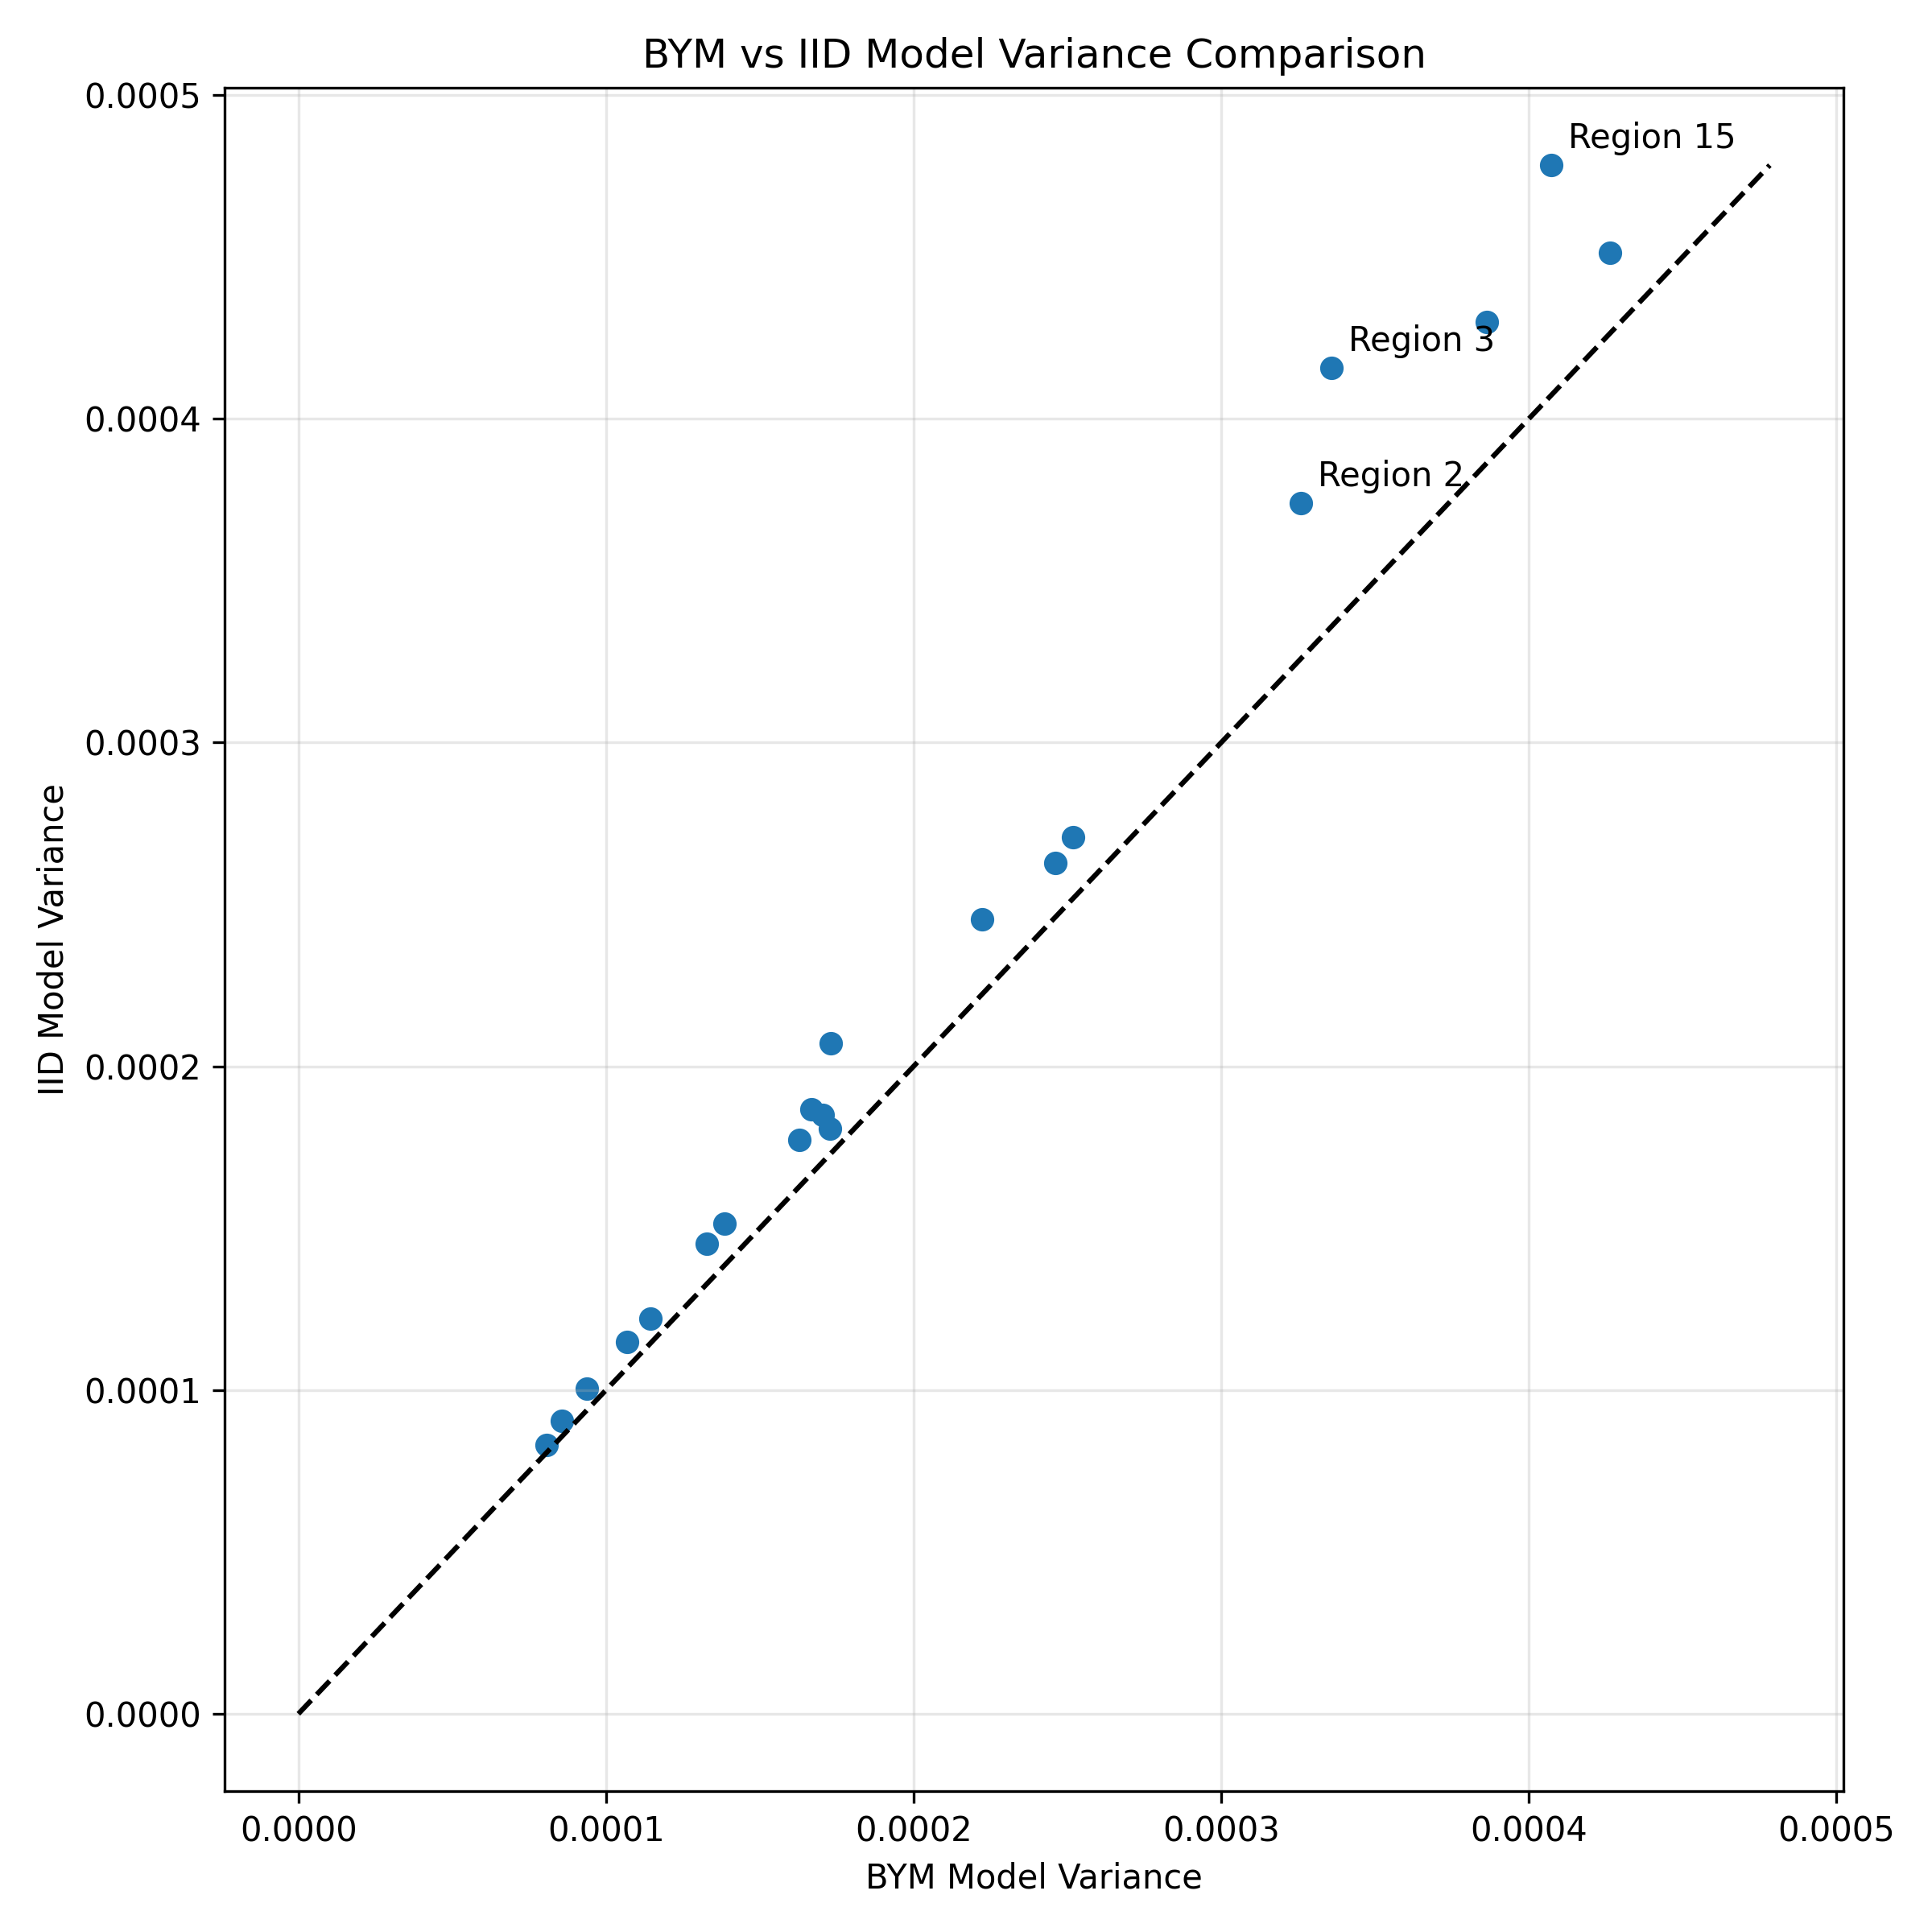 BYM vs IID Model Variance Comparison
0.0005
Region 15
Region 3
0.0004
Region 2
0.0003
IID Model Variance
0.0002
0.0001
0.0000
0.0000 0.0001 0.0002 0.0003 0.0004 0.0005
BYM Model Variance